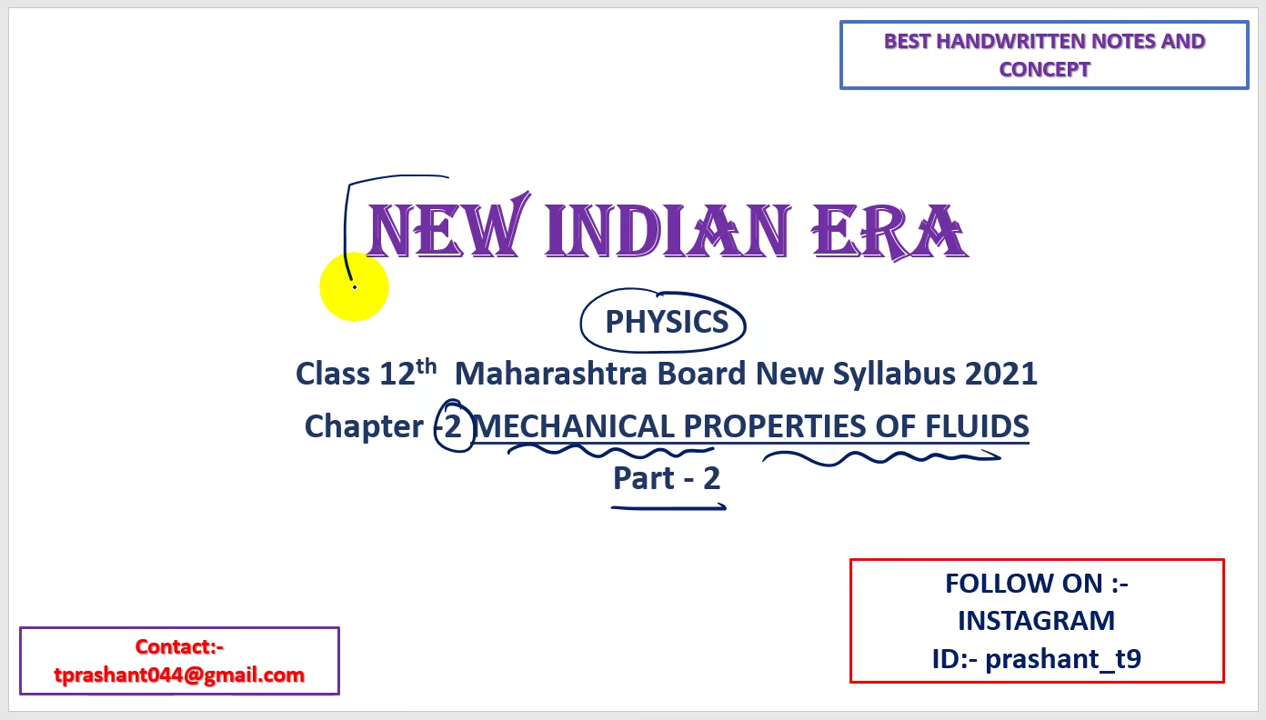 BEST HANDWRITTEN NOTES AND
CONCEPT
NEW INDIAN ERA
PHYSICS
Class 12th Maharashtra Board New Syllabus 2021
Chapter -2 MECHANICAL PROPERTIES OF FLUIDS
Part - 2
FOLLOW ON :-
INSTAGRAM
ID:- prashant_t9
Contact:-
tprashant044@gmail.com